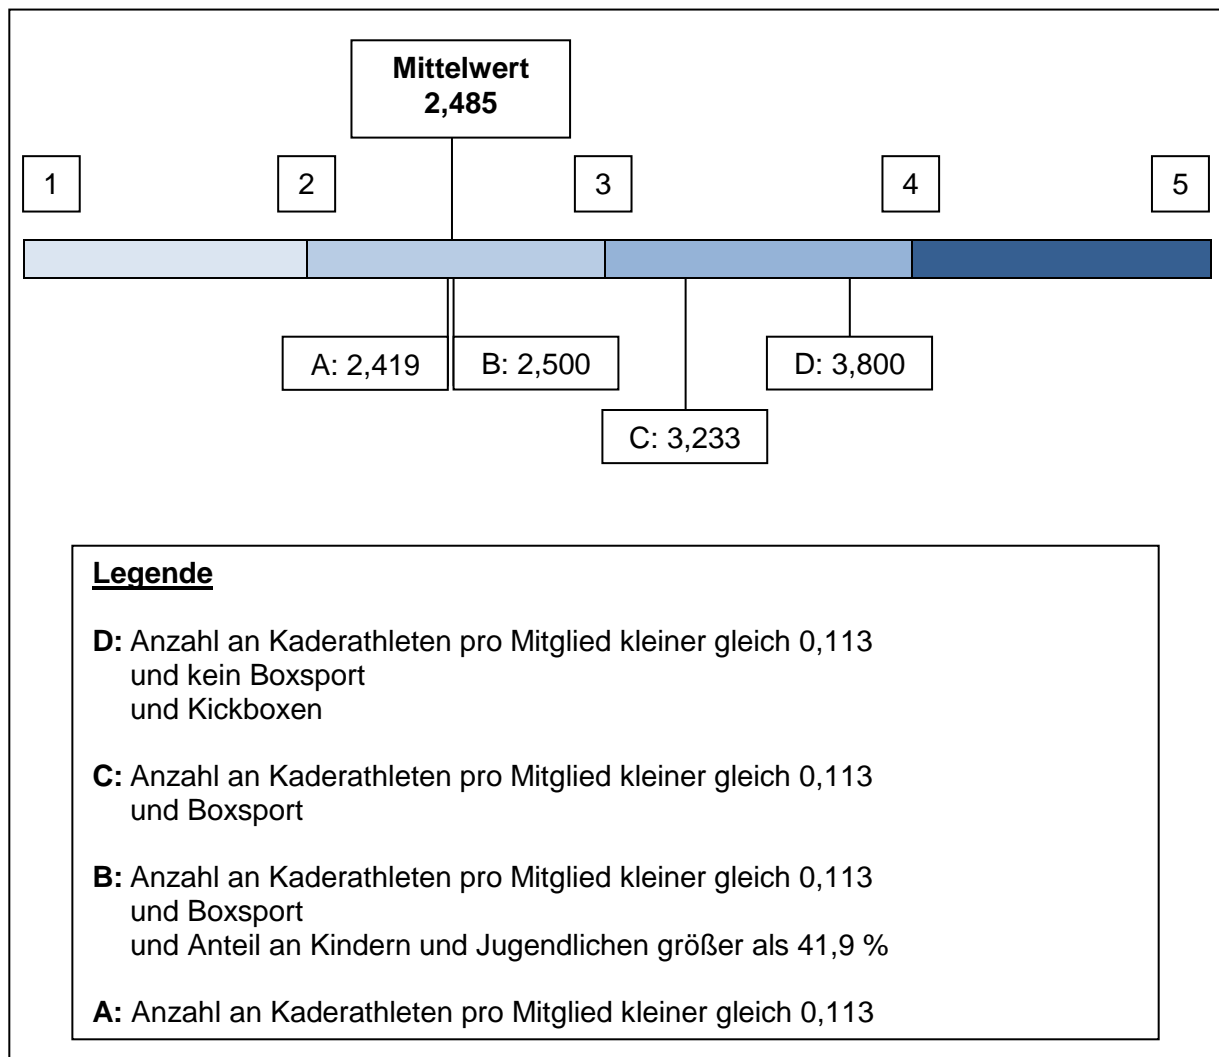 Mittelwert
2,485
1 2 3 4 5
A: 2,419 B: 2,500 D: 3,800
C: 3,233
Legende
D: Anzahl an Kaderathleten pro Mitglied kleiner gleich 0,113
und kein Boxsport
und Kickboxen
C: Anzahl an Kaderathleten pro Mitglied kleiner gleich 0,113
und Boxsport
B: Anzahl an Kaderathleten pro Mitglied kleiner gleich 0,113
und Boxsport
und Anteil an Kindern und Jugendlichen größer als 41,9 %
A: Anzahl an Kaderathleten pro Mitglied kleiner gleich 0,113